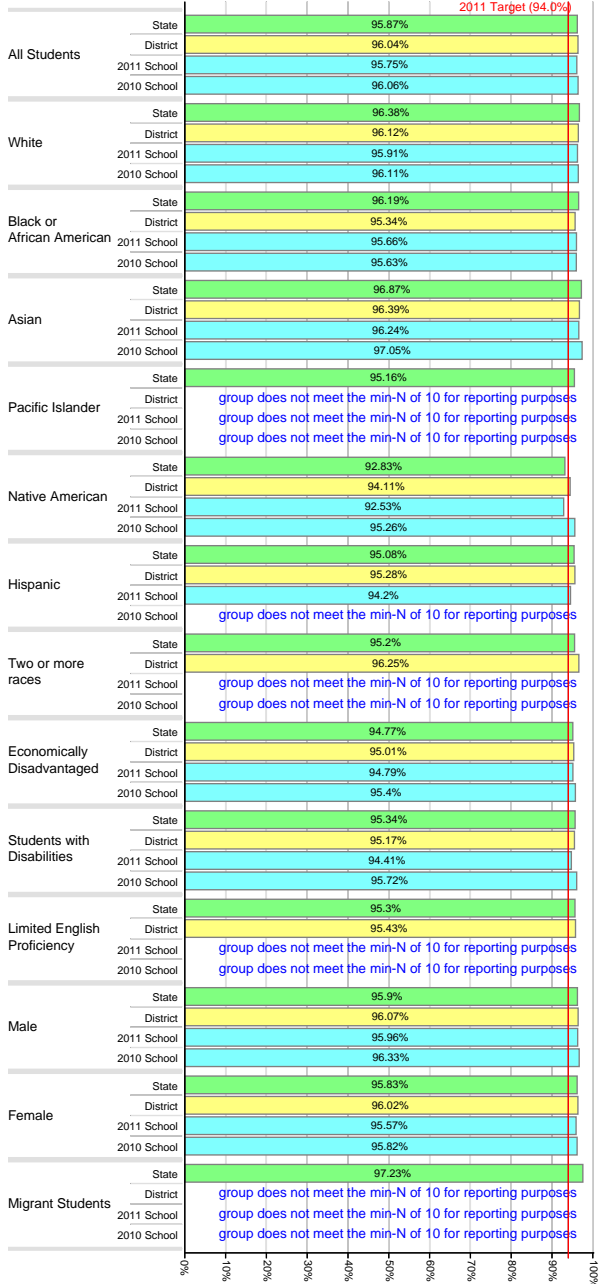 2011 Target (94.0%)
All Students
State 95.87%
District 96.04%
2011 School 95.75%
2010 School 96.06%
White
State 96.38%
District 96.12%
2011 School 95.91%
2010 School 96.11%
Black or
African American
State 96.19%
District 95.34%
2011 School 95.66%
2010 School 95.63%
Asian
State 96.87%
District 96.39%
2011 School 96.24%
2010 School 97.05%
Pacific Islander
State 95.16%
District group does not meet the min-N of 10 for reporting purposes
2011 School group does not meet the min-N of 10 for reporting purposes
2010 School group does not meet the min-N of 10 for reporting purposes
Native American
State 92.83%
District 94.11%
2011 School 92.53%
2010 School 95.26%
Hispanic
State 95.08%
District 95.28%
2011 School 94.2%
2010 School group does not meet the min-N of 10 for reporting purposes
Two or more
races
State 95.2%
District 96.25%
2011 School group does not meet the min-N of 10 for reporting purposes
2010 School group does not meet the min-N of 10 for reporting purposes
Economically
Disadvantaged
State 94.77%
District 95.01%
2011 School 94.79%
2010 School 95.4%
Students with
Disabilities
State 95.34%
District 95.17%
2011 School 94.41%
2010 School 95.72%
Limited English
Proficiency
State 95.3%
District 95.43%
2011 School group does not meet the min-N of 10 for reporting purposes
2010 School group does not meet the min-N of 10 for reporting purposes
Male
State 95.9%
District 96.07%
2011 School 95.96%
2010 School 96.33%
Female
State 95.83%
District 96.02%
2011 School 95.57%
2010 School 95.82%
Migrant Students
State 97.23%
District group does not meet the min-N of 10 for reporting purposes
2011 School group does not meet the min-N of 10 for reporting purposes
2010 School group does not meet the min-N of 10 for reporting purposes
0% 10% 20% 30% 40% 50% 60% 70% 80% 90% 100%